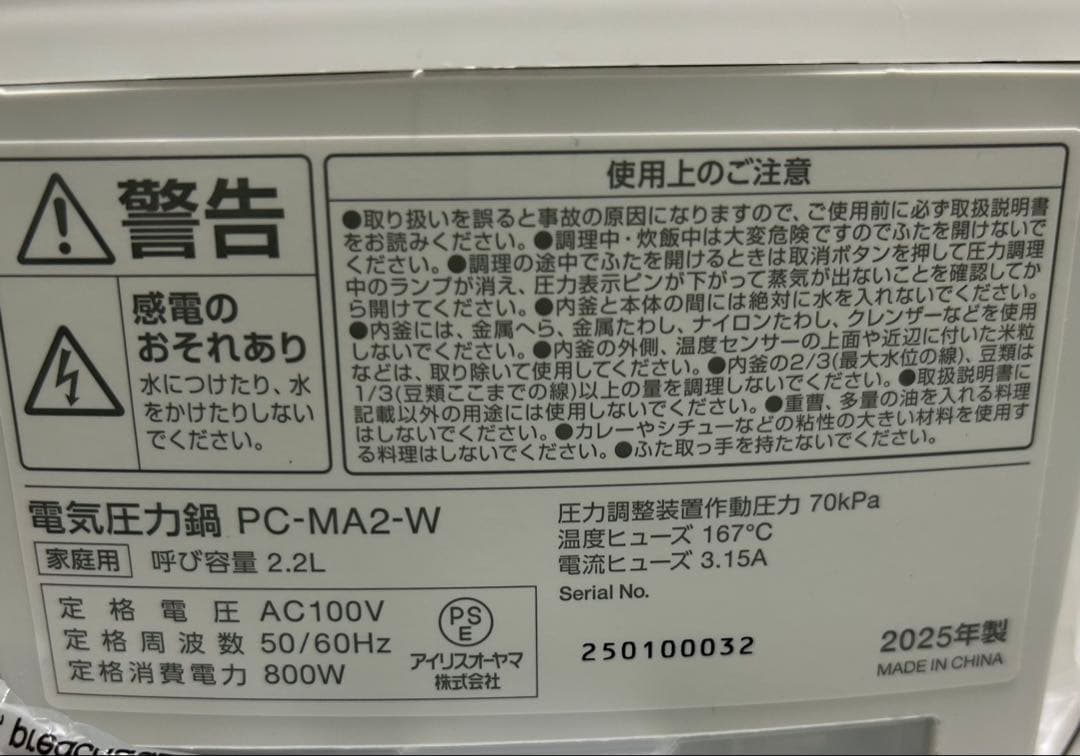 警告
感電の
おそれあり
水につけたり、水
をかけたりしない
でください。
使用上のご注意
●取り扱いを誤ると事故の原因になりますので、ご使用前に必ず取扱説明書
をお読みください。●調理中・炊飯中は大変危険ですのでふたを開けないで
ください。●調理の途中でふたを開けるときは取消ボタンを押して圧力調理
中のランプが消え、圧力表示ピンが下がって蒸気が出ないことを確認してか
ら開けてください。●内釜と本体の間には絶対に水を入れないでください。
●内釜には、金属へら、金属たわし、ナイロンたわし、クレンザーなどを使用
しないでください。●内釜の外側、温度センサーの上面や近辺に付いた米粒
などは、取り除いて使用してください。●内釜の2/3(最大水位の線)、豆類は
1/3(豆類ここまでの線)以上の量を調理しないでください。●取扱説明書に
記載以外の用途には使用しないでください。●重曹、多量の油を入れる料理
はしないでください。●カレーやシチューなどの粘性の大きい材料を使用す
る料理はしないでください。●ふた取っ手を持たないでください。
電気圧力鍋 PC-MA2-W
家庭用 呼び容量 2.2L
定格電圧 AC100V
定格周波数 50/60Hz
定格消費電力 800W
PS
E
アイリスオーヤマ
株式会社
圧力調整装置作動圧力 70kPa
温度ヒューズ 167℃
電流ヒューズ 3.15A
Serial No.
250100032
2025年製
MADE IN CHINA